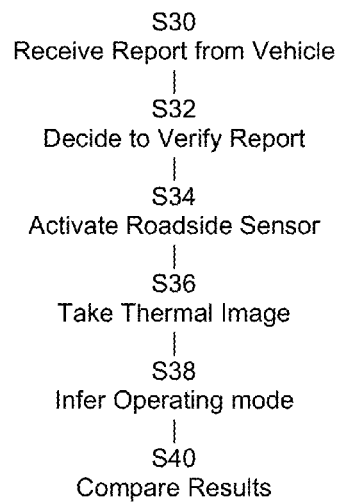 S30
Receive Report from Vehicle
S32
Decide to Verify Report
S34
Activate Roadside Sensor
S36
Take Thermal Image
S38
Infer Operating mode
S40
Compare Results